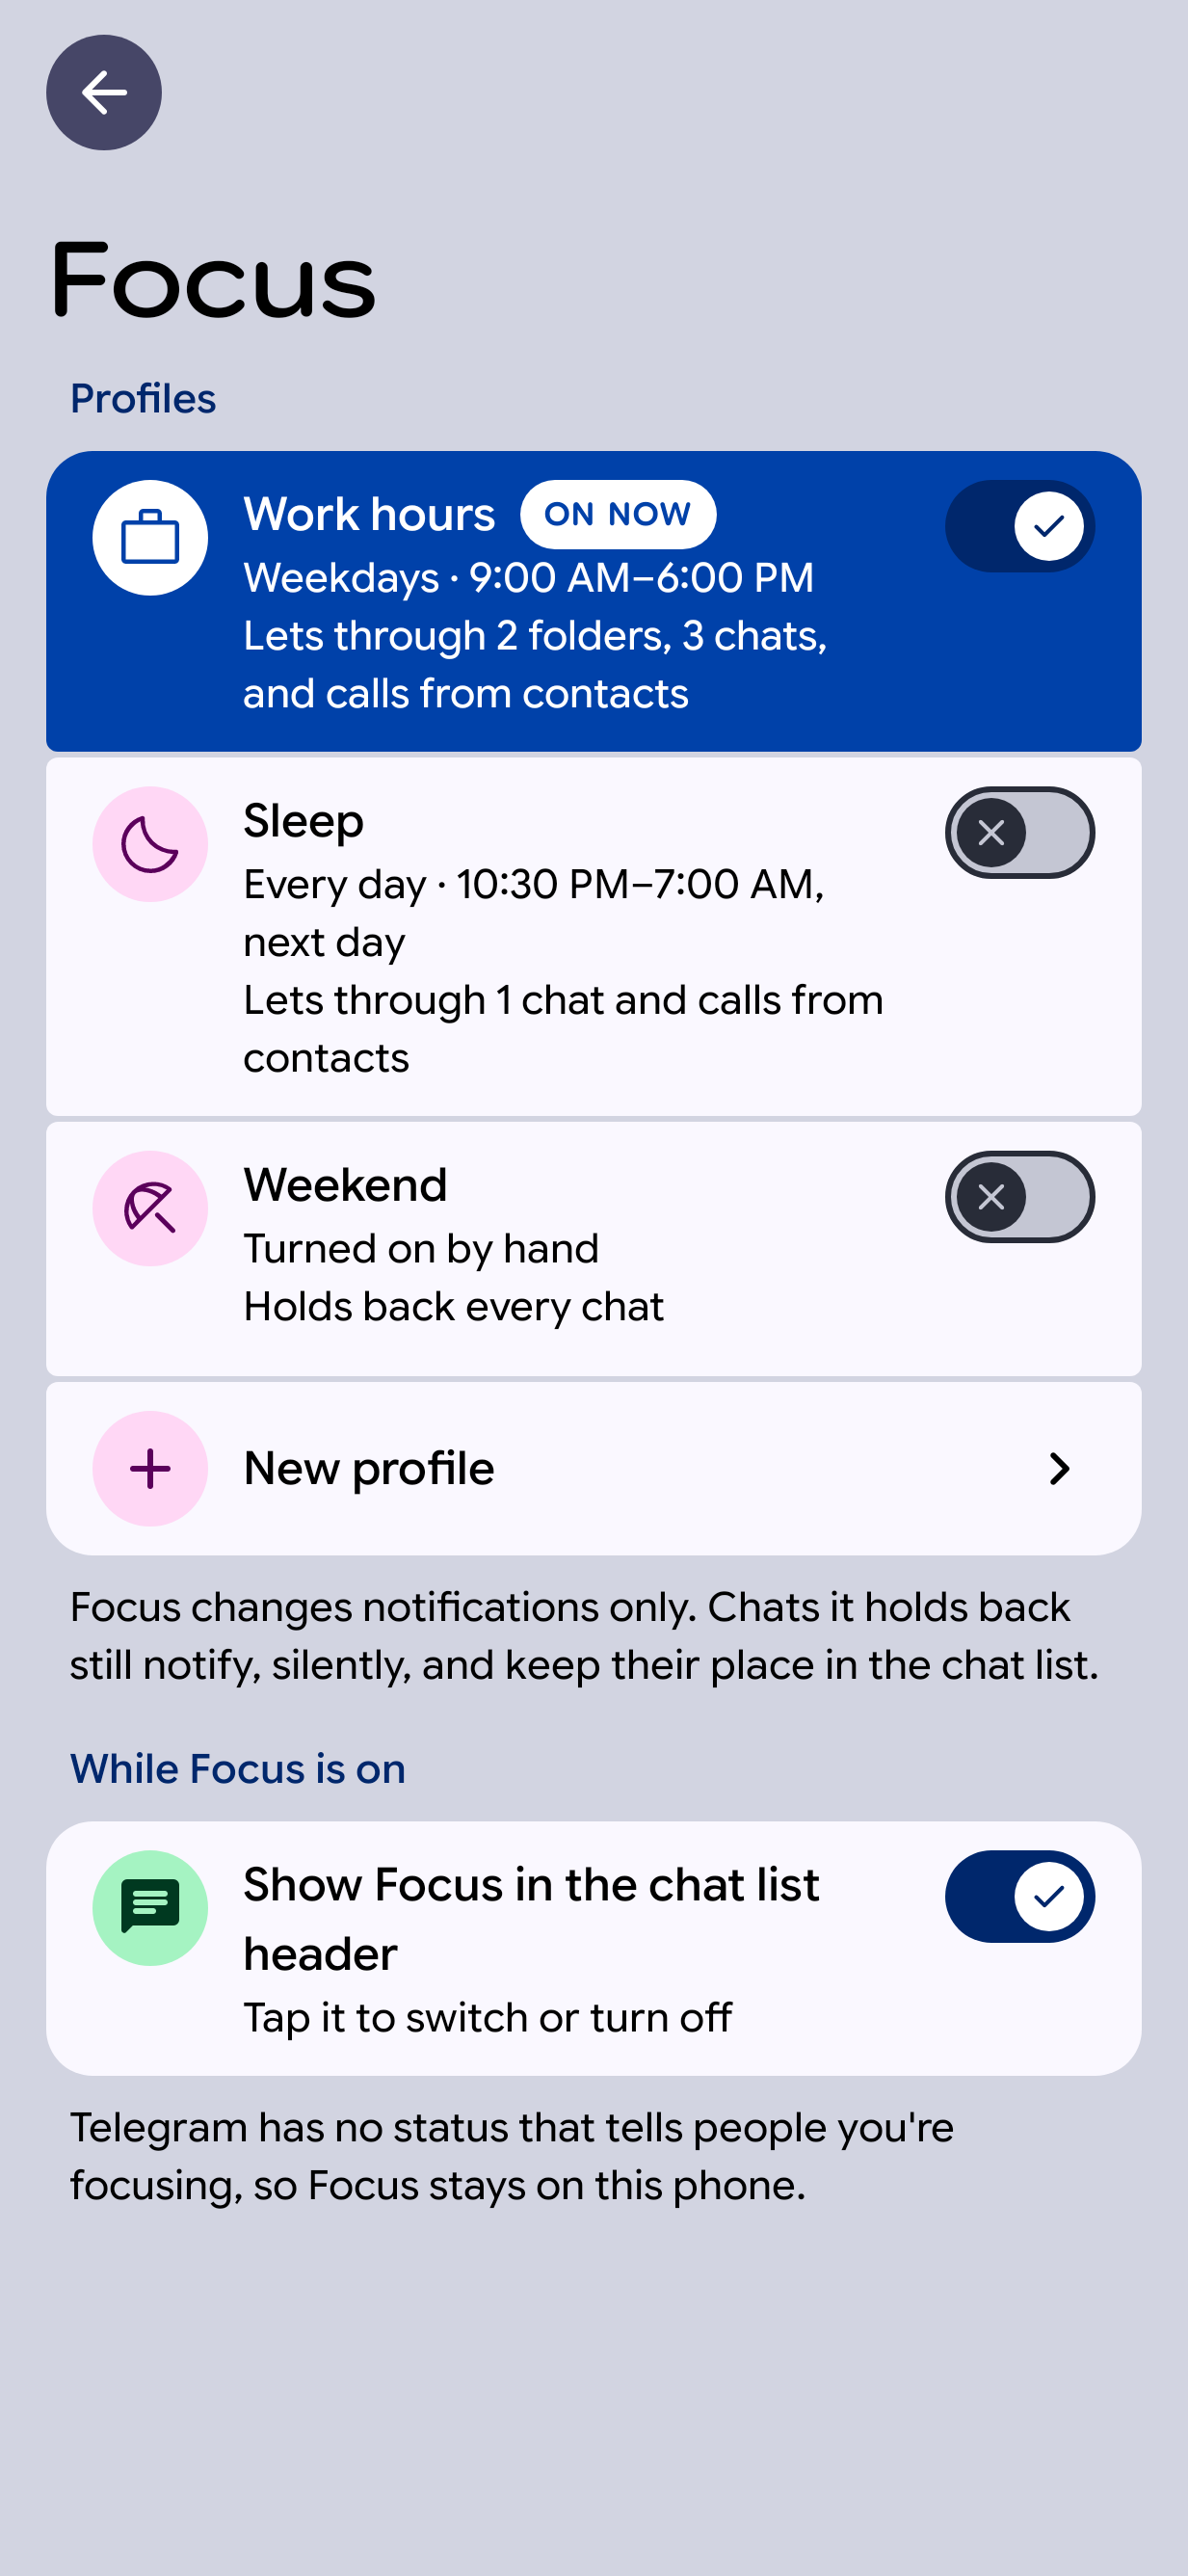 Focus
Profiles
Work hours ON NOW
Weekdays · 9:00 AM–6:00 PM
Lets through 2 folders, 3 chats,
and calls from contacts
Sleep
Every day · 10:30 PM–7:00 AM,
next day
Lets through 1 chat and calls from
contacts
Weekend
Turned on by hand
Holds back every chat
New profile
Focus changes notifications only. Chats it holds back
still notify, silently, and keep their place in the chat list.
While Focus is on
Show Focus in the chat list
header
Tap it to switch or turn off
Telegram has no status that tells people you're
focusing, so Focus stays on this phone.